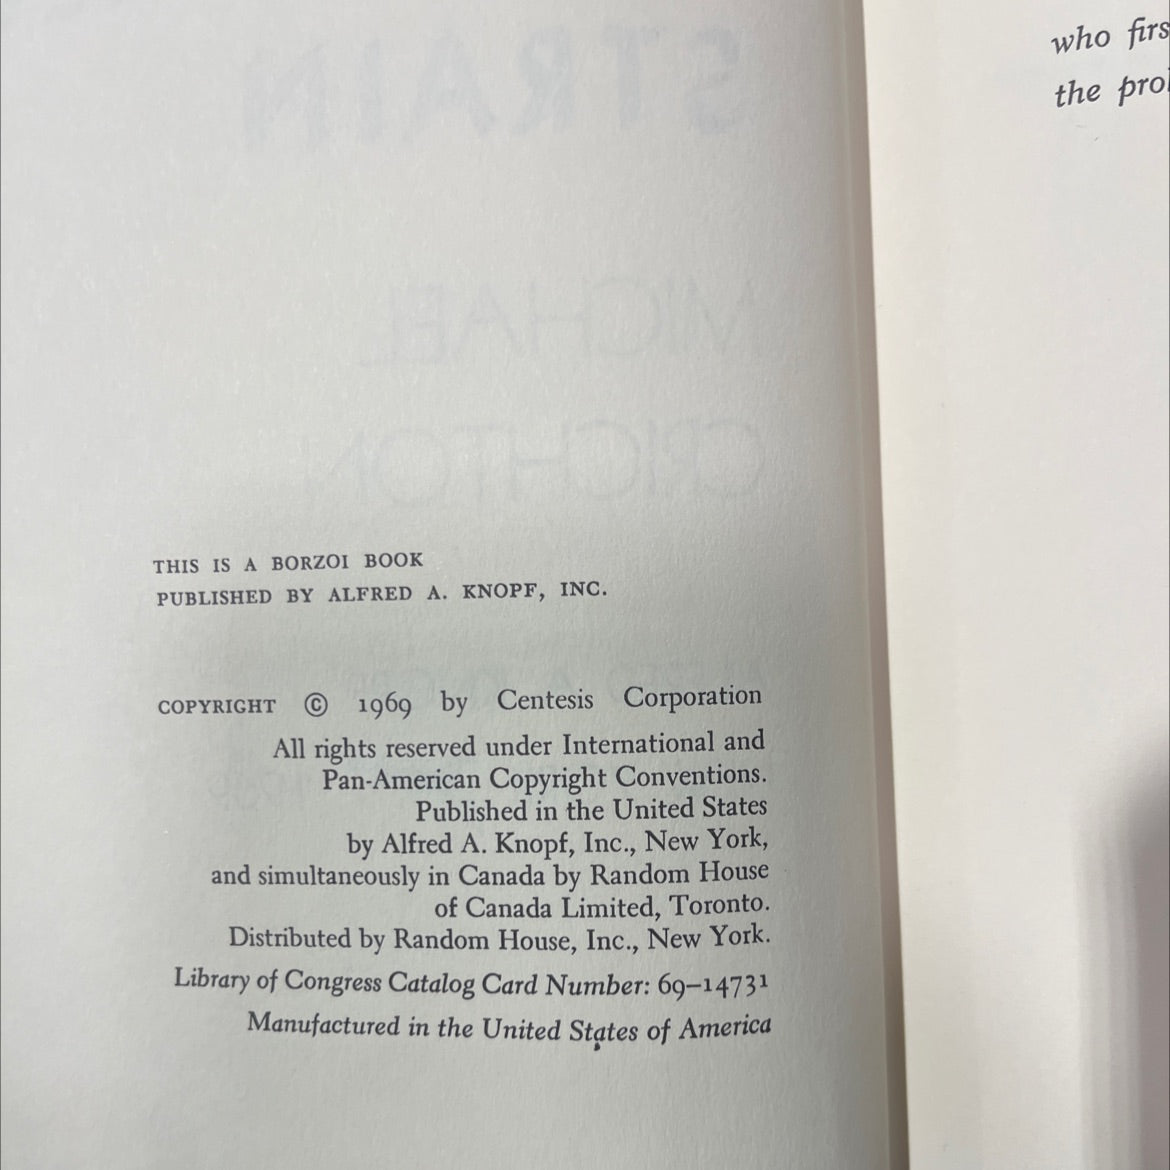 STRAIN
MICHAEL
CRICHTON
THIS IS A BORZOI BOOK
PUBLISHED BY ALFRED A. KNOPF, INC.
COPYRIGHT © 1969 by Centesis Corporation
All rights reserved under International and
Pan-American Copyright Conventions.
Published in the United States
by Alfred A. Knopf, Inc., New York,
and simultaneously in Canada by Random House
of Canada Limited, Toronto.
Distributed by Random House, Inc., New York.
Library of Congress Catalog Card Number: 69–14731
Manufactured in the United States of America
who
the